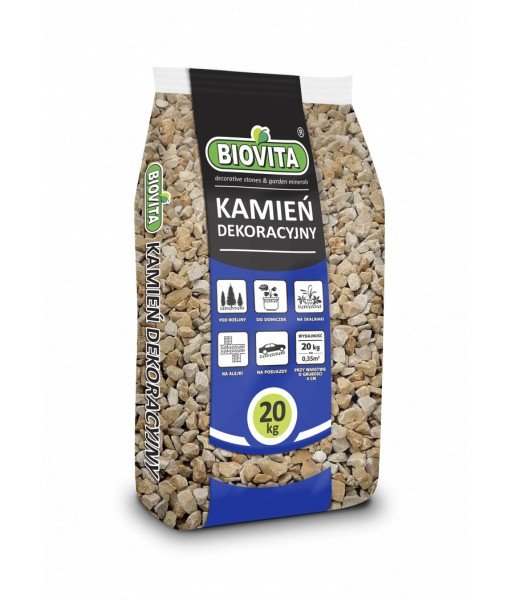 BIOVITA
®
decorative stones & garden minerals
KAMIEŃ
DEKORACYJNY
POD ROŚLINY
DO DONICZEK
NA SKALNIAKI
NA ALEJKI
NA PODJAZDY
WYDAJNOŚĆ
20 kg
na
0,35m²
PRZY WARSTWIE
O GRUBOŚCI
4 CM
20
kg
BIOVITA
KAMIEŃ DEKORACYJNY